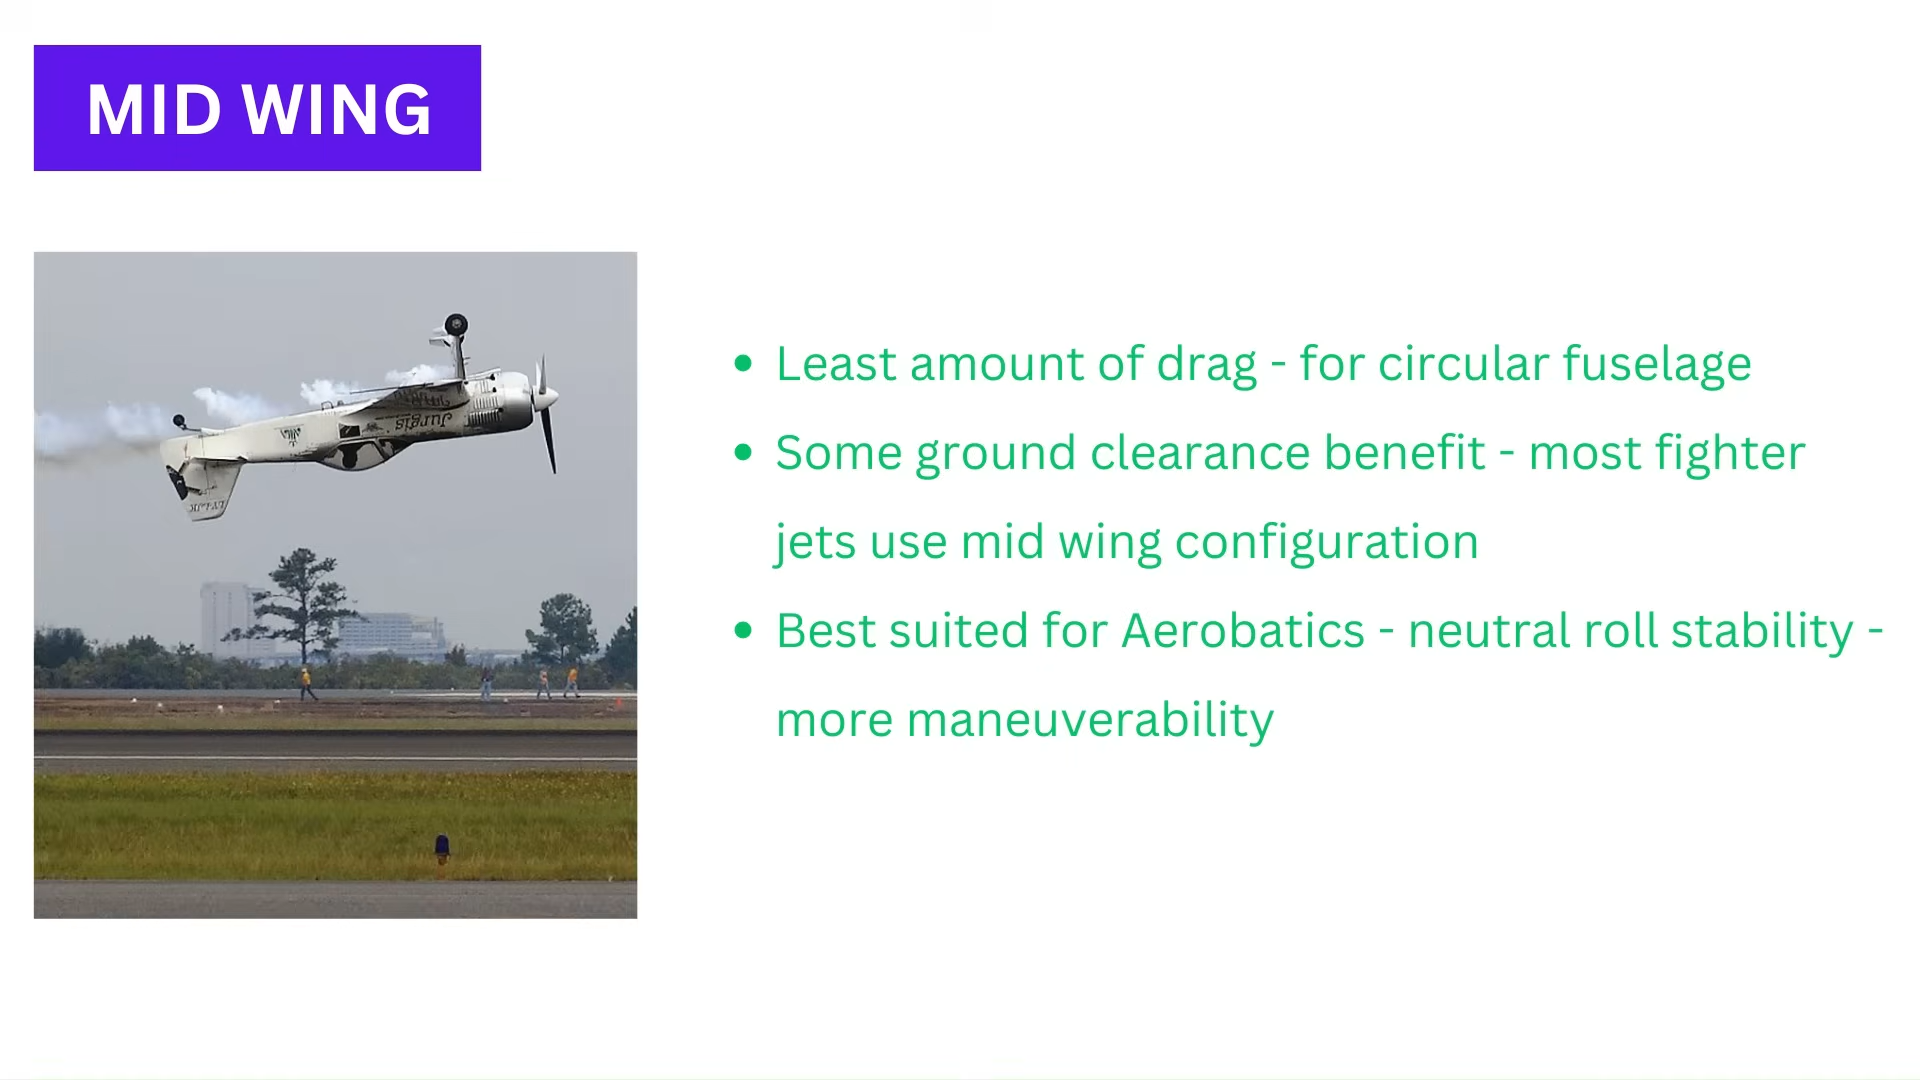 MID WING
Jurgis
• Least amount of drag - for circular fuselage
• Some ground clearance benefit - most fighter
jets use mid wing configuration
• Best suited for Aerobatics - neutral roll stability -
more maneuverability